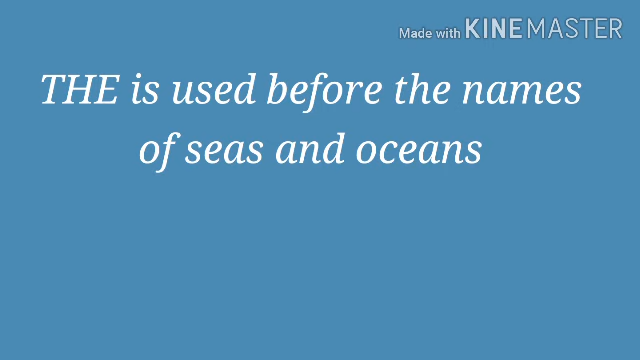 Made with KINEMASTER
THE is used before the names
of seas and oceans